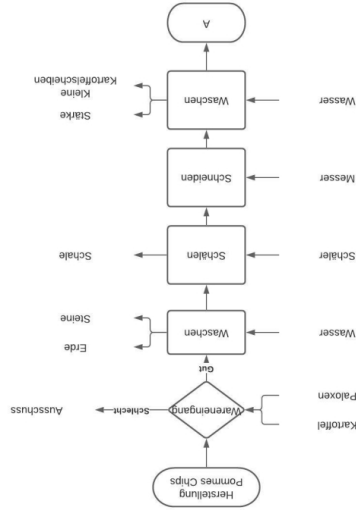 Herstellung
Pommes Chips
Kartoffel
Paloxen
Wareneingang
Schlecht
Ausschuss
Gut
Wasser
Waschen
Erde
Steine
Schäler
Schälen
Schale
Messer
Schneiden
Wasser
Waschen
Stärke
Kleine
Kartoffelscheiben
A